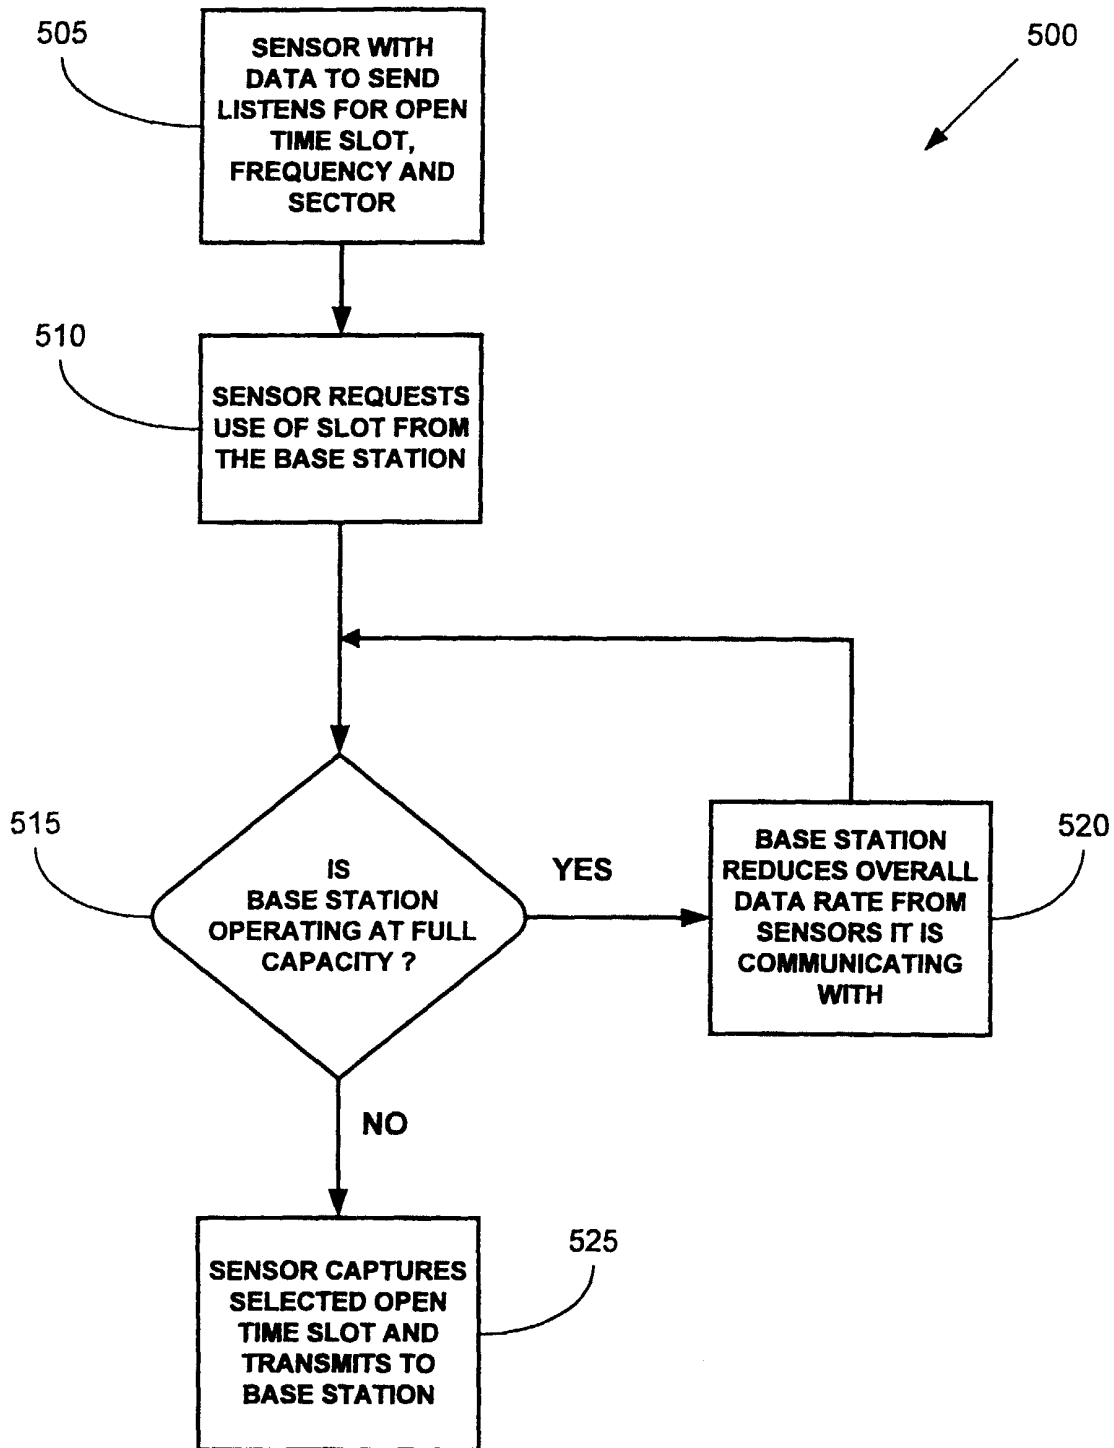 505
SENSOR WITH
DATA TO SEND
LISTENS FOR OPEN
TIME SLOT,
FREQUENCY AND
SECTOR
500
510
SENSOR REQUESTS
USE OF SLOT FROM
THE BASE STATION
515
IS
BASE STATION
OPERATING AT FULL
CAPACITY ?
YES
BASE STATION
REDUCES OVERALL
DATA RATE FROM
SENSORS IT IS
COMMUNICATING
WITH
520
NO
SENSOR CAPTURES
SELECTED OPEN
TIME SLOT AND
TRANSMITS TO
BASE STATION
525